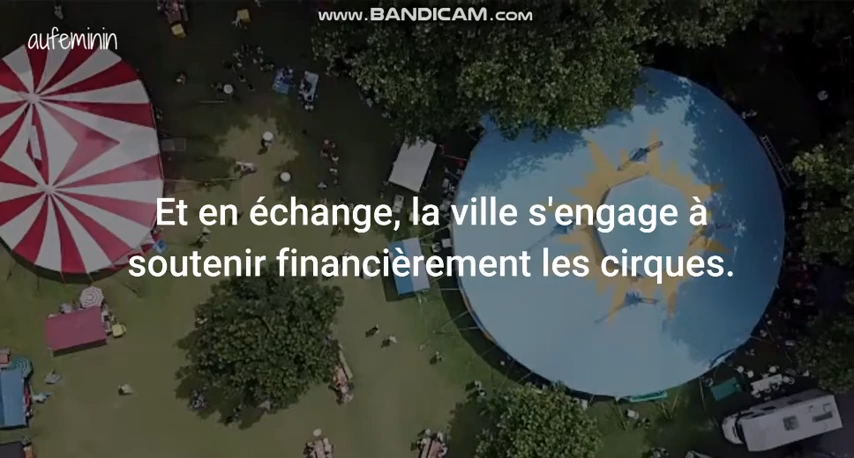 www.BANDICAM.com
aufeminin
Et en échange, la ville s'engage à
soutenir financièrement les cirques.